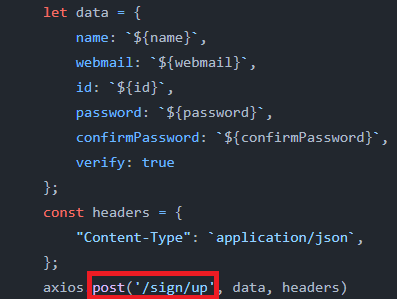 let data = {
name: `${name}`,
webmail: `${webmail}`,
id: `${id}`,
password: `${password}`,
confirmPassword: `${confirmPassword}`,
verify: true
};
const headers = {
"Content-Type": `application/json`,
};
axios.post('/sign/up', data, headers)